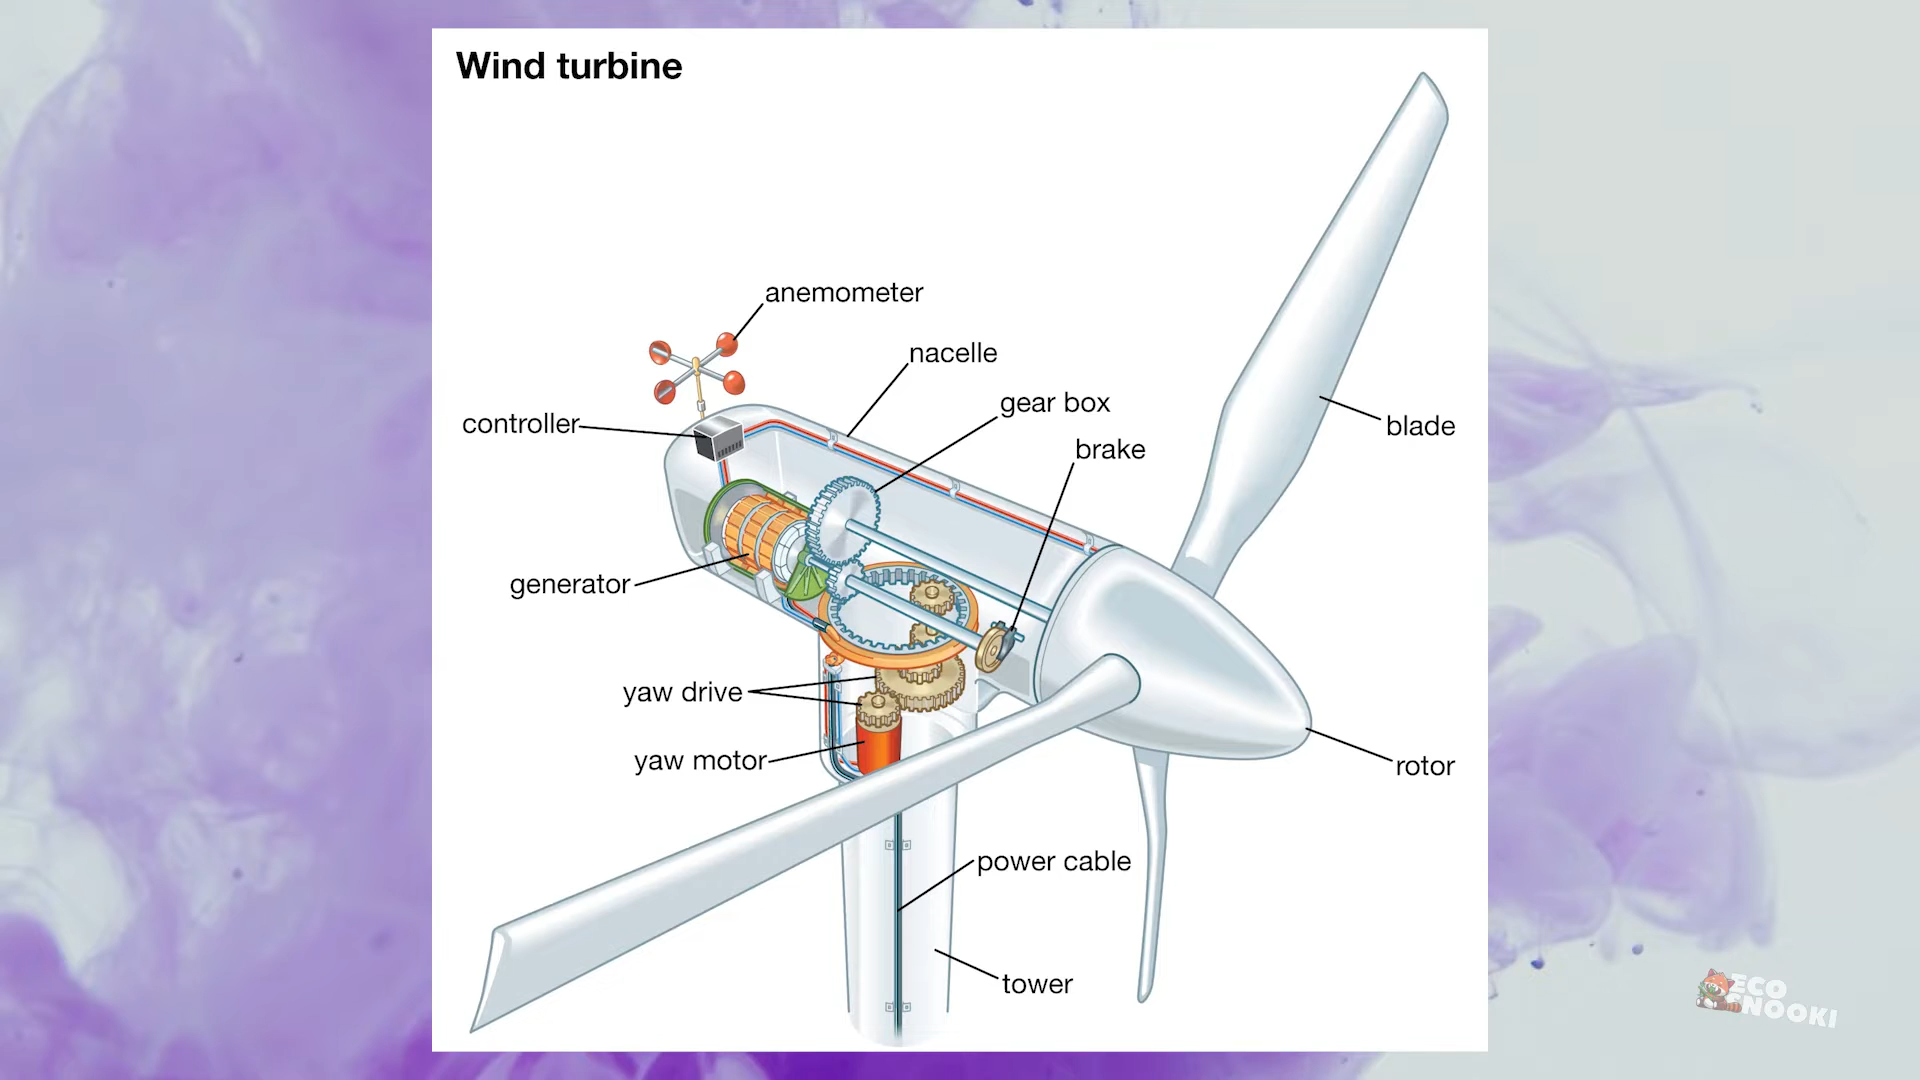 Wind turbine
anemometer
nacelle
gear box
controller
brake
blade
generator
yaw drive
yaw motor
rotor
power cable
tower
ECO
SNOOKI